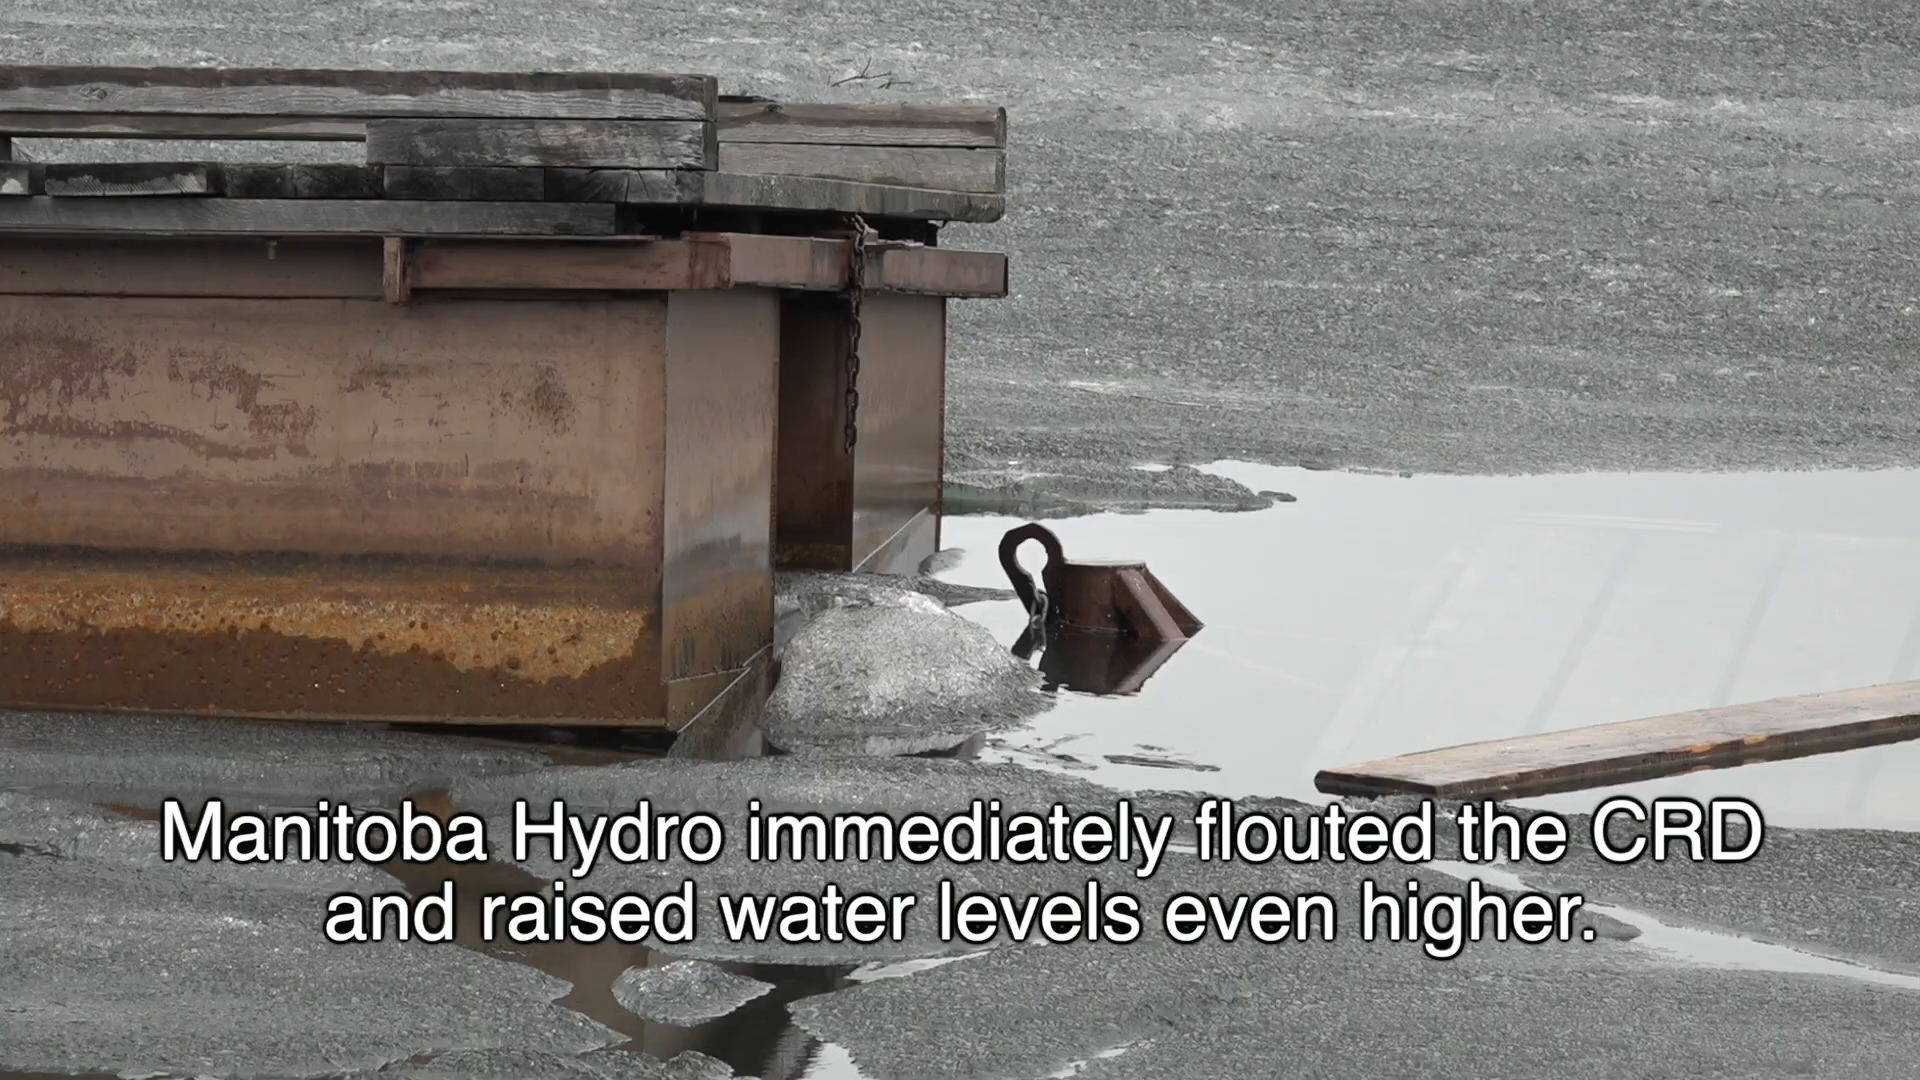 Manitoba Hydro immediately flouted the CRD
and raised water levels even higher.